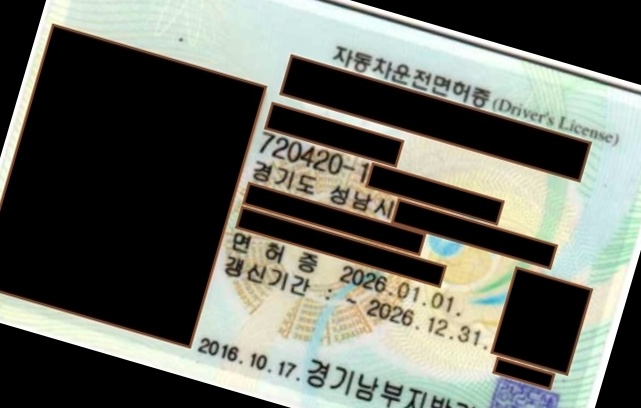 자동차운전면허증 (Driver's License)
720420-1
경기도 성남시
면 허 증 2026.01.01.
갱신기간 : ~ 2026.12.31.
2016.10.17. 경기남부지방